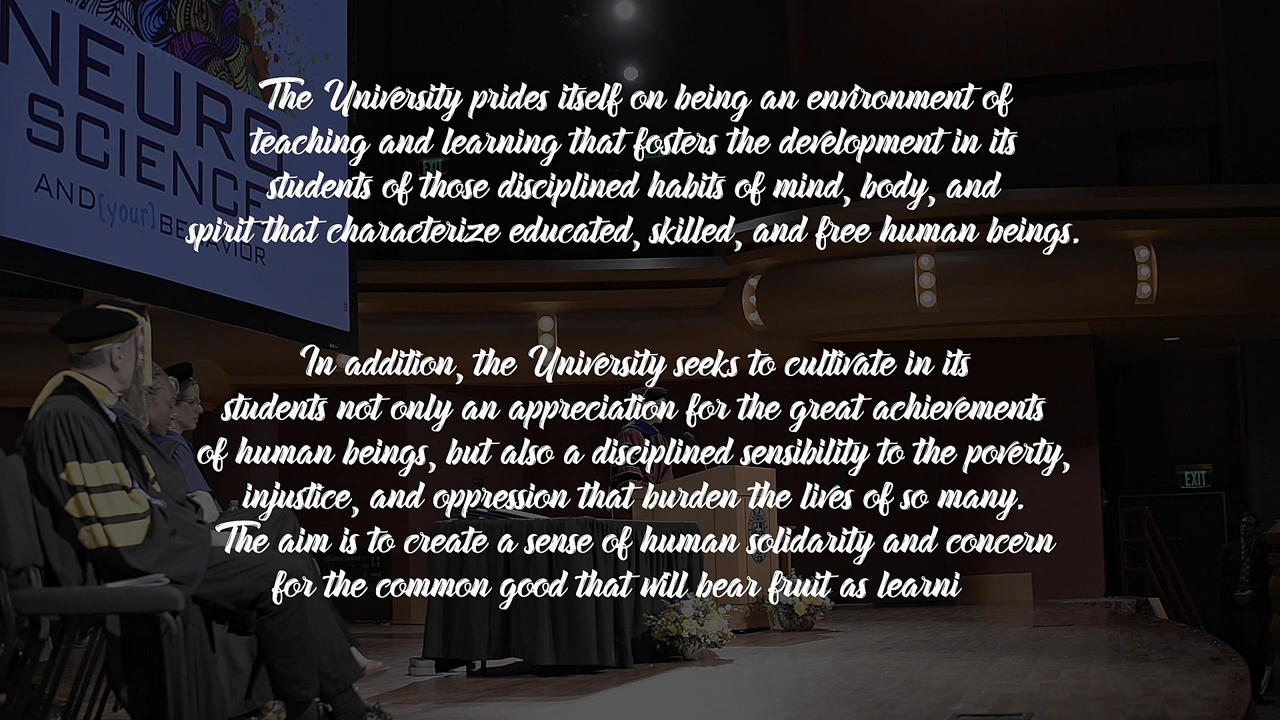 NEURO
SCIENCE
AND [your] BEHAVIOR
The University prides itself on being an environment of
teaching and learning that fosters the development in its
students of those disciplined habits of mind, body, and
spirit that characterize educated, skilled, and free human beings.
In addition, the University seeks to cultivate in its
students not only an appreciation for the great achievements
of human beings, but also a disciplined sensibility to the poverty,
injustice, and oppression that burden the lives of so many.
The aim is to create a sense of human solidarity and concern
for the common good that will bear fruit as learni
EXIT
EXIT